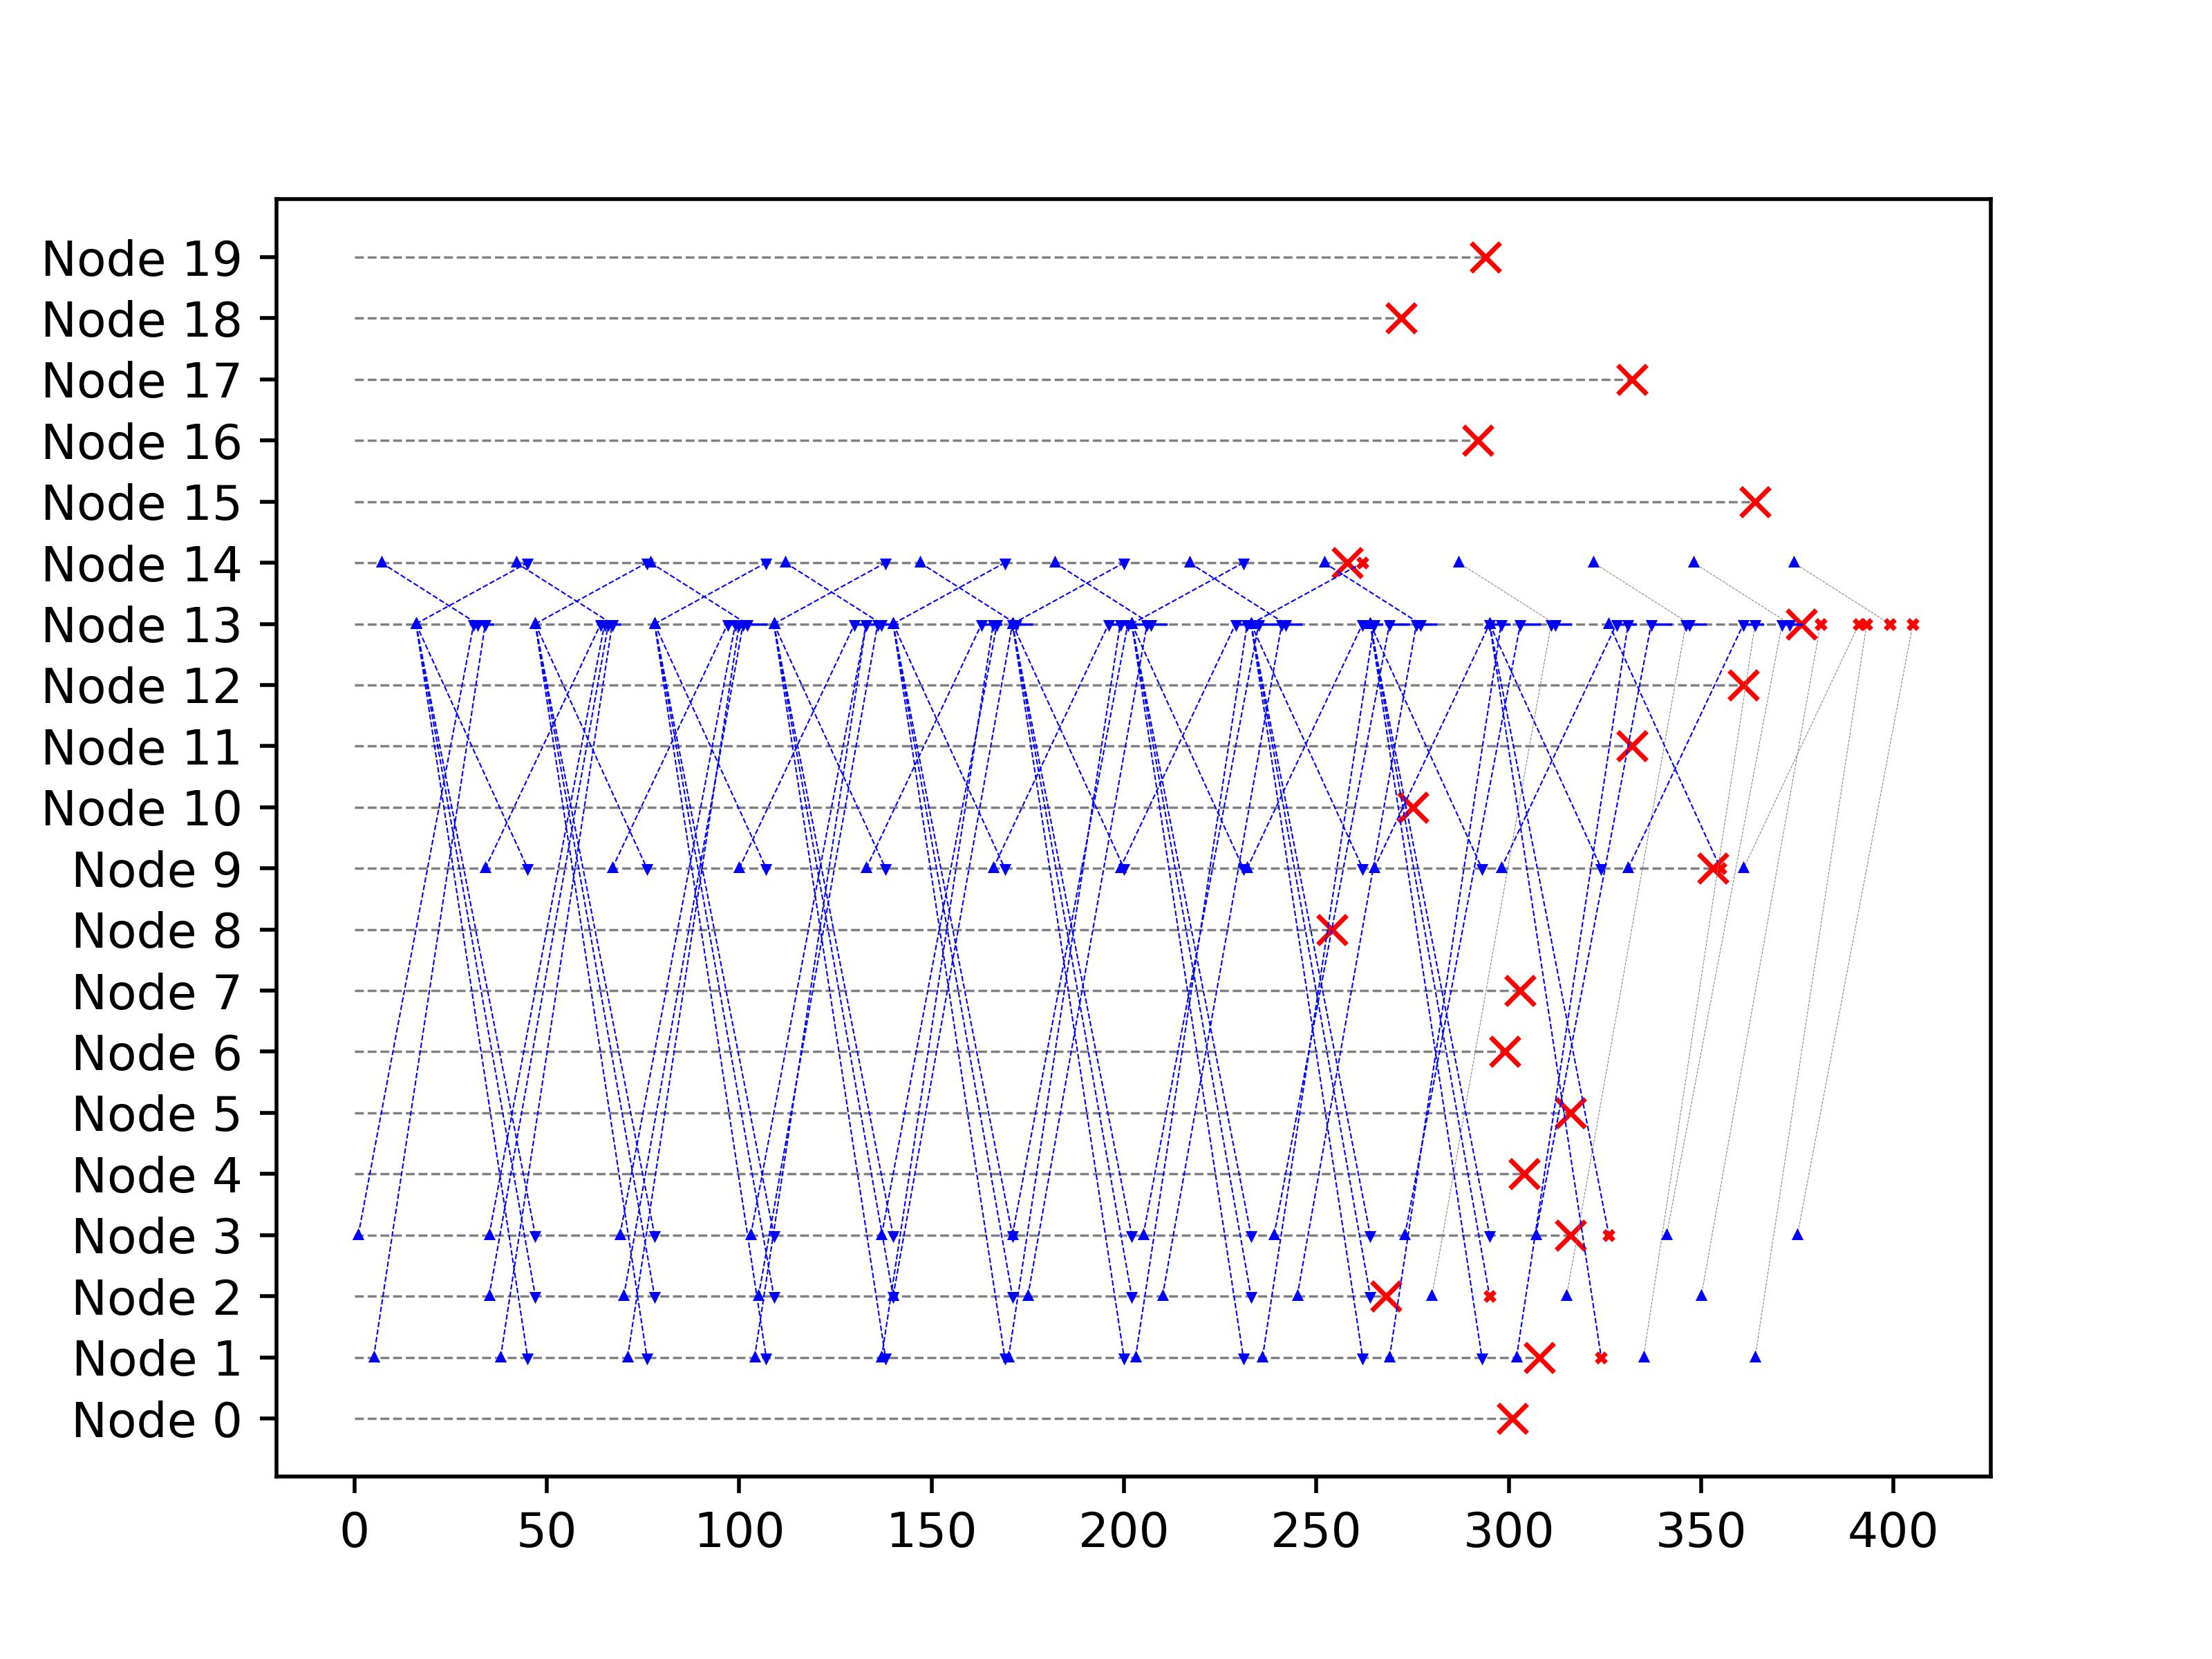 Node 19
Node 18
Node 17
Node 16
Node 15
Node 14
Node 13
Node 12
Node 11
Node 10
Node 9
Node 8
Node 7
Node 6
Node 5
Node 4
Node 3
Node 2
Node 1
Node 0
0 50 100 150 200 250 300 350 400